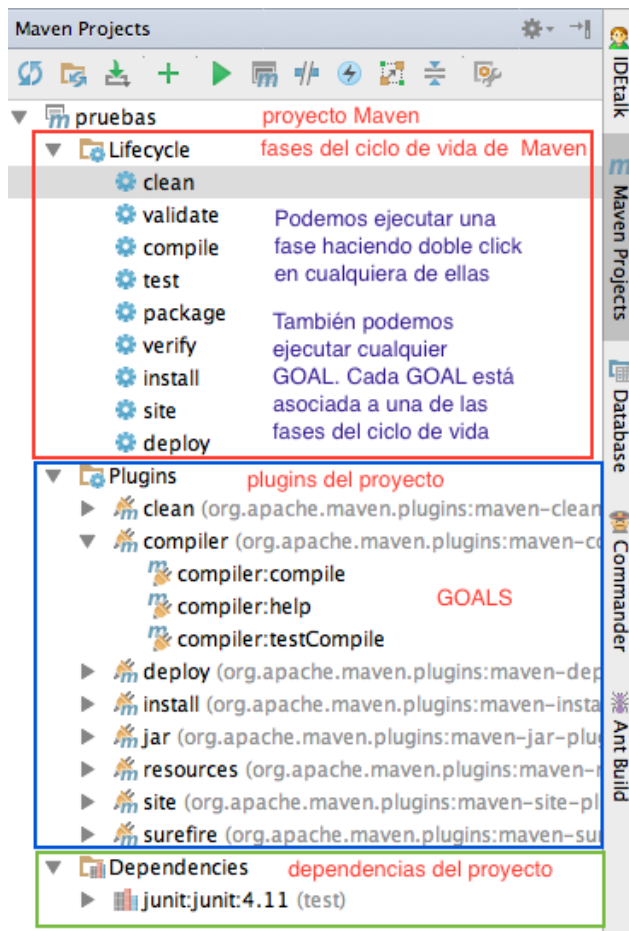 Maven Projects
pruebas
proyecto Maven
Lifecycle
fases del ciclo de vida de Maven
clean
validate
compile
test
package
verify
install
site
deploy
Podemos ejecutar una
fase haciendo doble click
en cualquiera de ellas
También podemos
ejecutar cualquier
GOAL. Cada GOAL está
asociada a una de las
fases del ciclo de vida
Plugins
plugins del proyecto
clean (org.apache.maven.plugins:maven-clean
compiler (org.apache.maven.plugins:maven-co
compiler:compile
compiler:help
compiler:testCompile
GOALS
deploy (org.apache.maven.plugins:maven-dep
install (org.apache.maven.plugins:maven-insta
jar (org.apache.maven.plugins:maven-jar-plug
resources (org.apache.maven.plugins:maven-r
site (org.apache.maven.plugins:maven-site-pl
surefire (org.apache.maven.plugins:maven-sur
Dependencies
dependencias del proyecto
junit:junit:4.11 (test)
IDEtalk
Maven Projects
Database
Commander
Ant Build